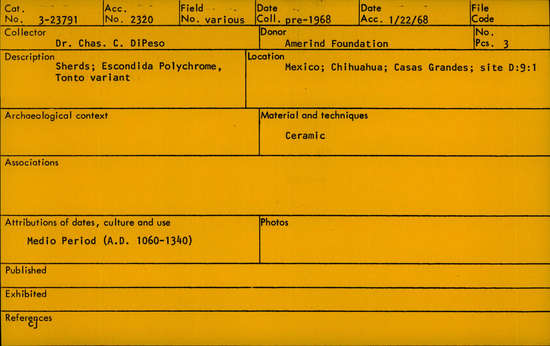 Cat. No. 3-23791 Acc. No. 2320 Field No. various Date Coll. pre-1968 Date Acc. 1/22/68 File Code
Collector Dr. Chas. C. DiPeso Donor Amerind Foundation No. Pcs. 3
Description Sherds; Escondida Polychrome, Tonto variant
Location Mexico; Chihuahua; Casas Grandes; site D:9:1
Archaeological context
Material and techniques
Ceramic
Associations
Attributions of dates, culture and use
Medio Period (A.D. 1060-1340)
Photos
Published
Exhibited
References
cj